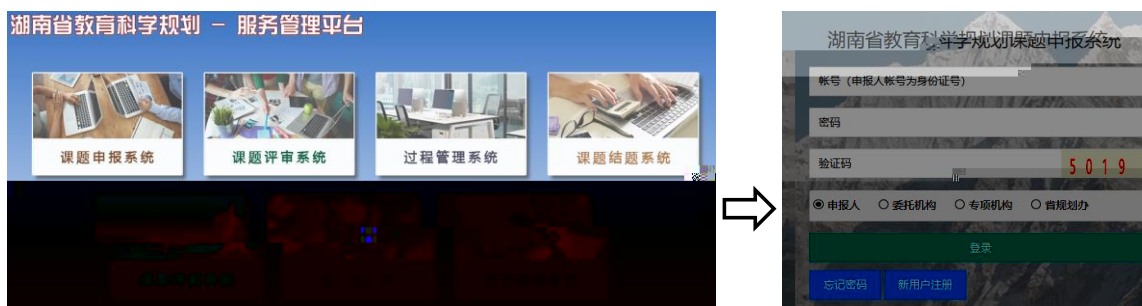 湖南省教育科学规划 - 服务管理平台
课题申报系统
课题评审系统
过程管理系统
课题结题系统
湖南省教育科学规划课题申报系统
帐号（申报人帐号为身份证号）
密码
验证码
5019
申报人 委托机构 专项机构 省规划办
登录
忘记密码 新用户注册